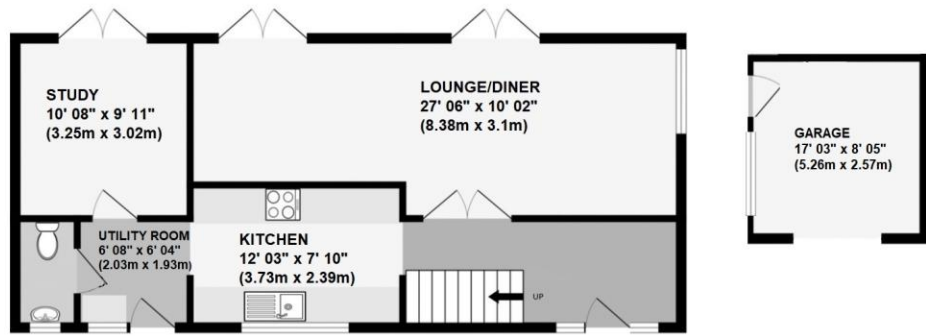 STUDY
10' 08" x 9' 11"
(3.25m x 3.02m)
LOUNGE/DINER
27' 06" x 10' 02"
(8.38m x 3.1m)
GARAGE
17' 03" x 8' 05"
(5.26m x 2.57m)
UTILITY ROOM
6' 08" x 6' 04"
(2.03m x 1.93m)
KITCHEN
12' 03" x 7' 10"
(3.73m x 2.39m)
UP